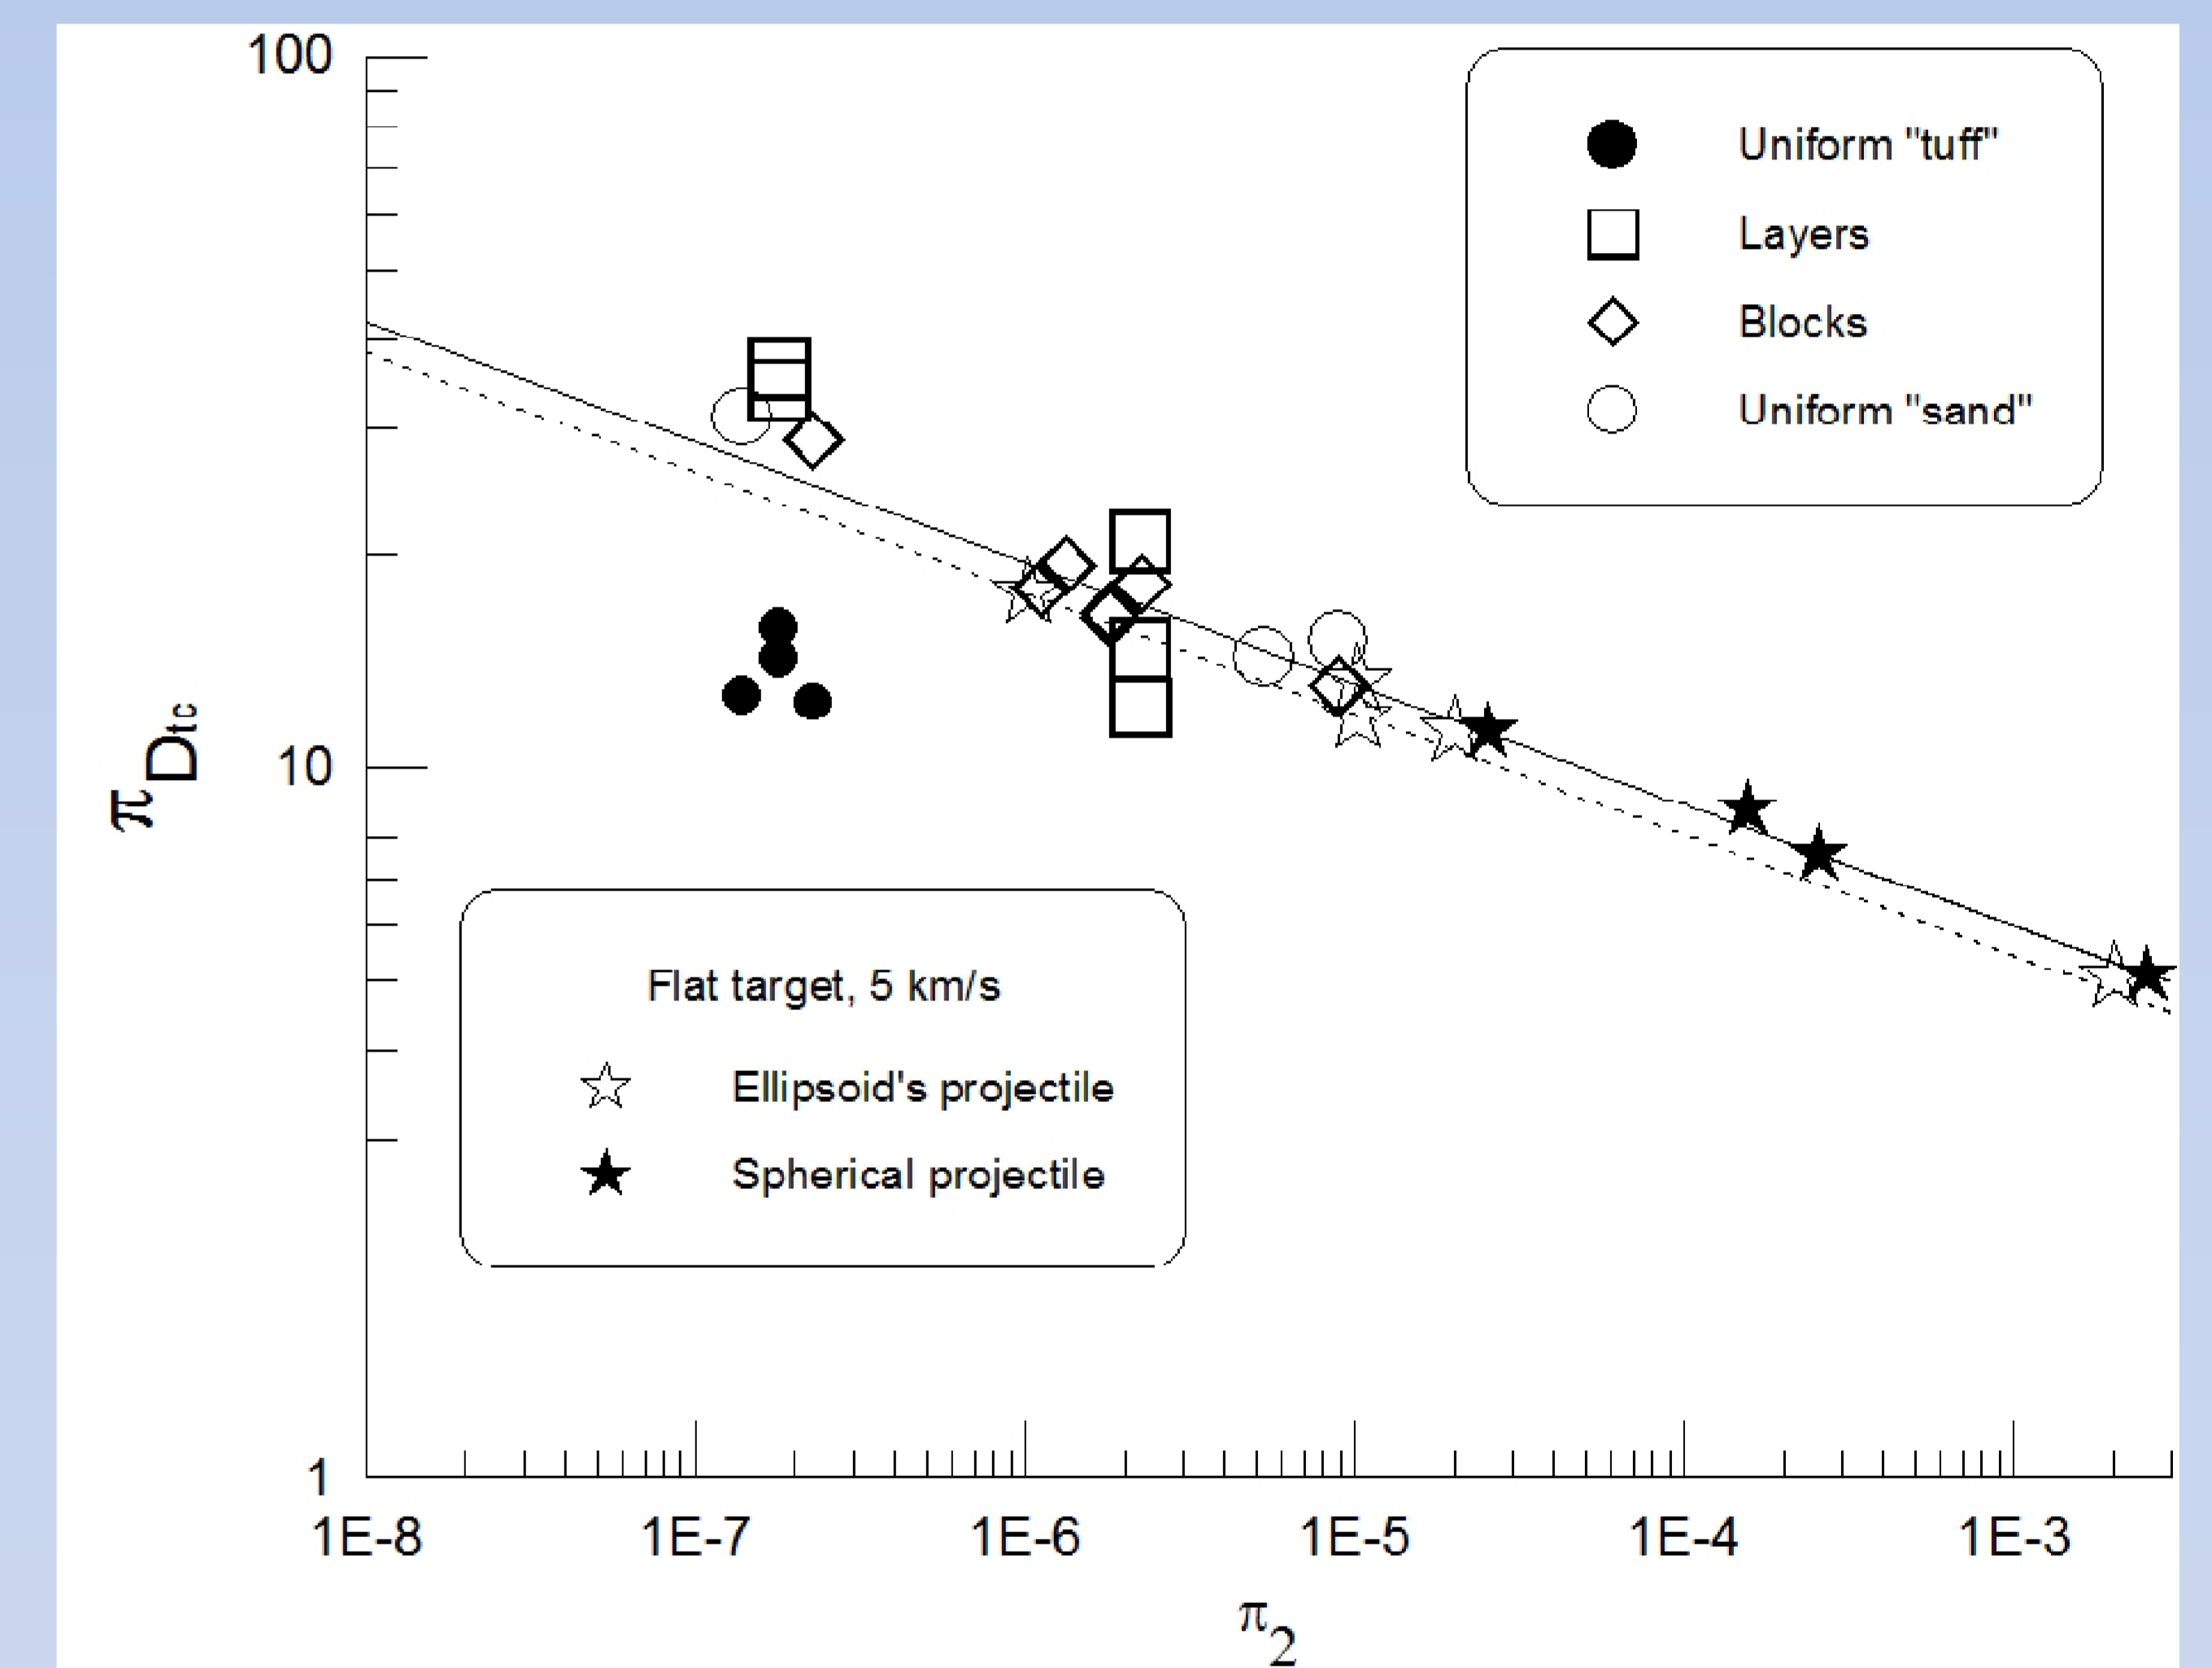 100
Uniform "tuff"
Layers
Blocks
Uniform "sand"
π Dtc
10
Flat target, 5 km/s
Ellipsoid's projectile
Spherical projectile
1
1E-8 1E-7 1E-6 1E-5 1E-4 1E-3
π2